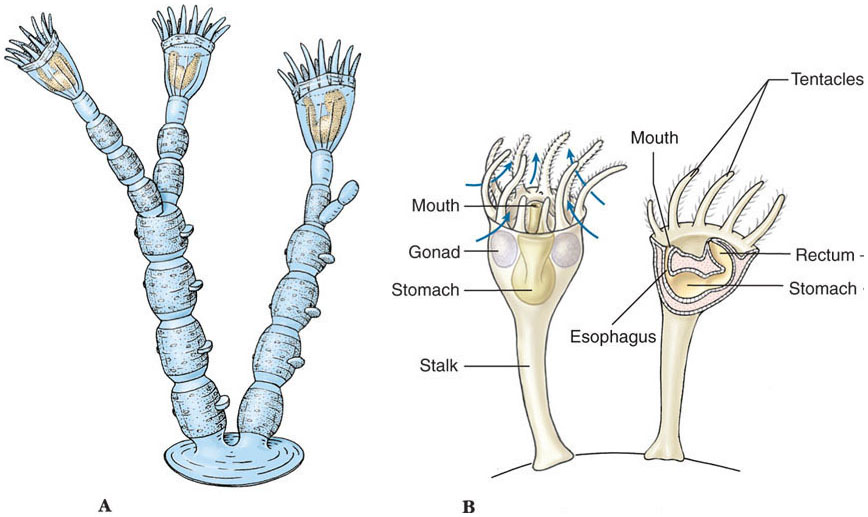 Tentacles
Mouth
Mouth
Gonad
Rectum
Stomach
Stomach
Esophagus
Stalk
A
B